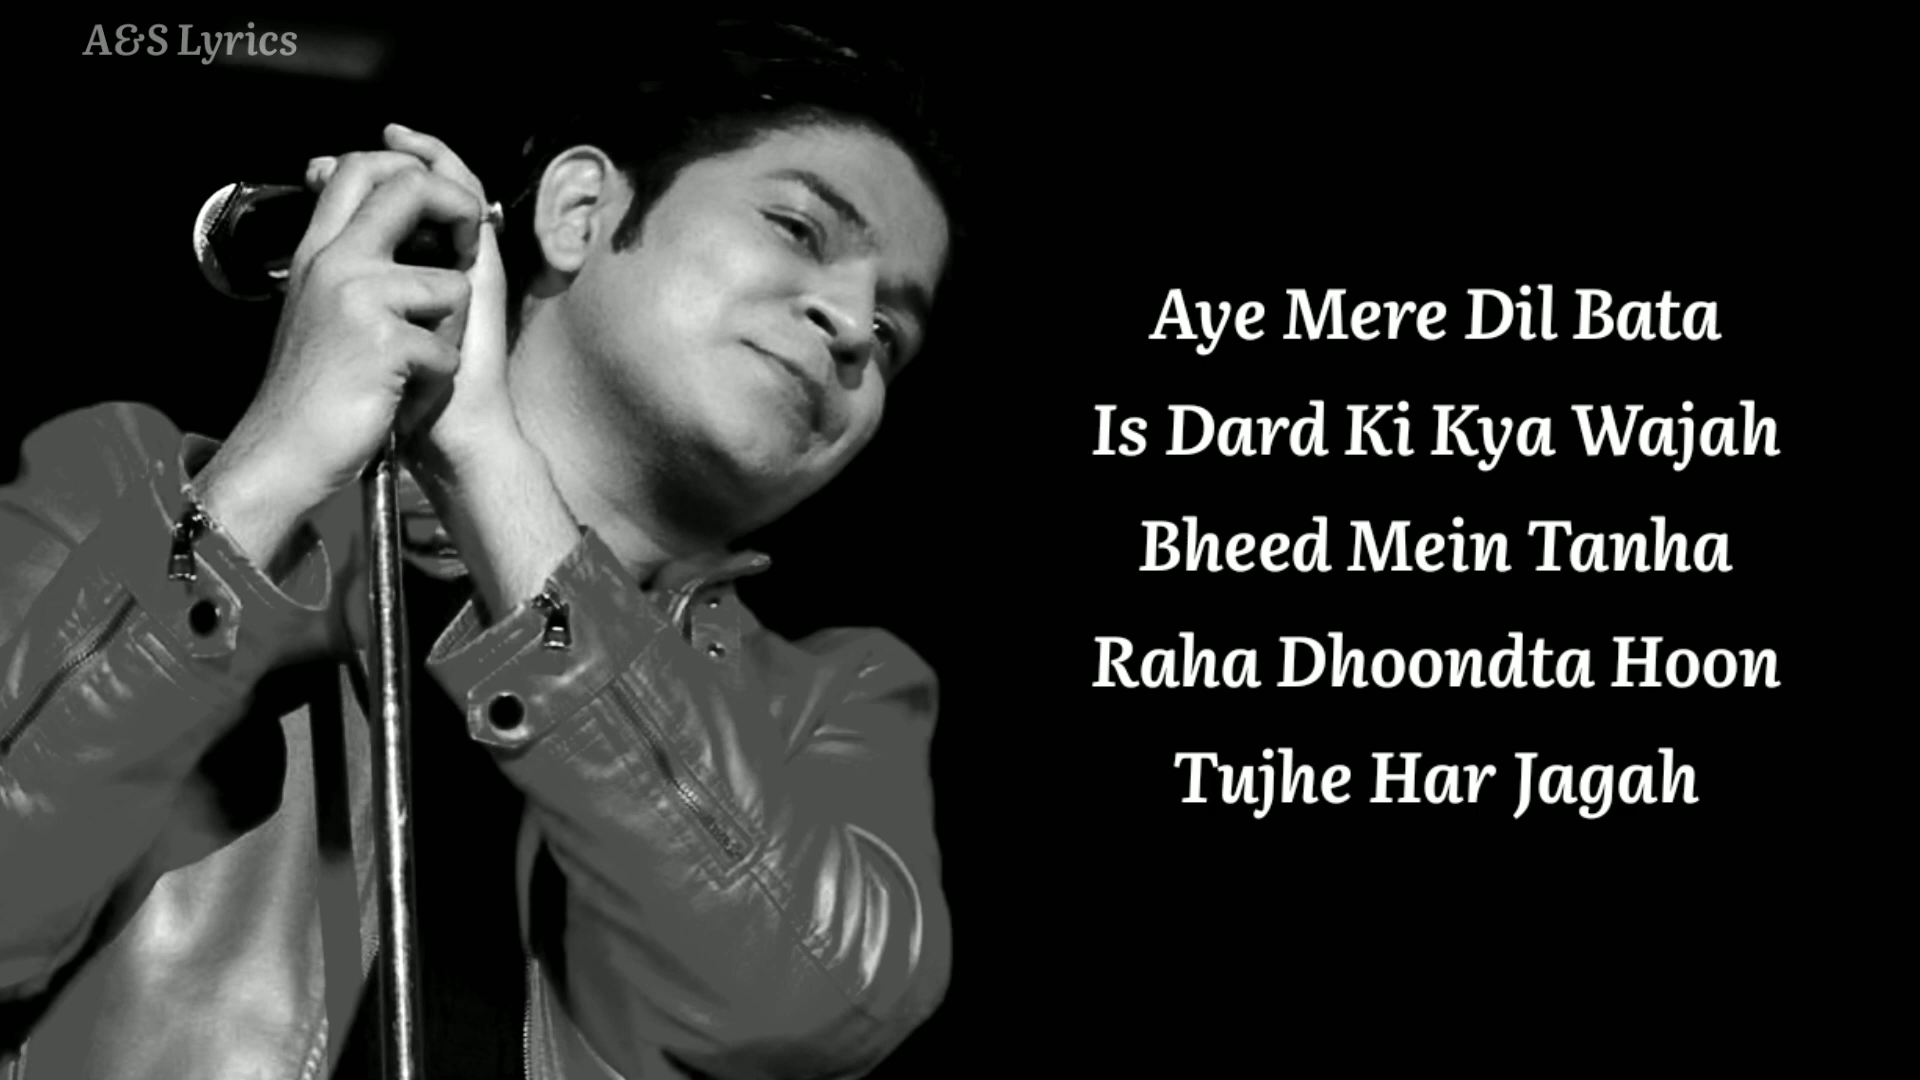 A&S Lyrics
Aye Mere Dil Bata
Is Dard Ki Kya Wajah
Bheed Mein Tanha
Raha Dhoondta Hoon
Tujhe Har Jagah